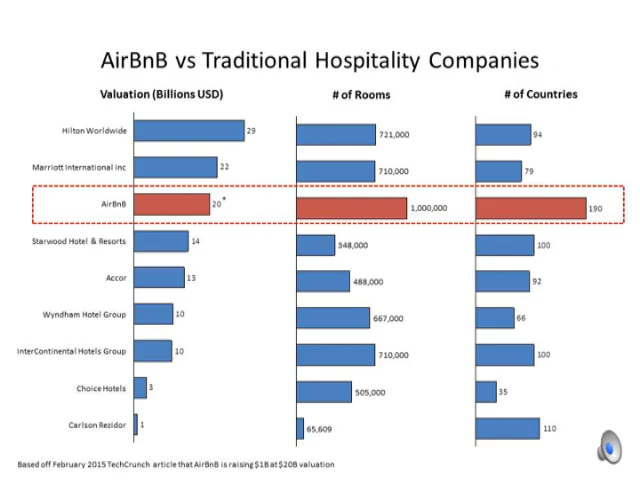 AirBnB vs Traditional Hospitality Companies
Valuation (Billions USD) # of Rooms # of Countries
Hilton Worldwide 29 721,000 94
Marriott International Inc 22 710,000 79
AirBnB 20* 1,000,000 190
Starwood Hotel & Resorts 14 348,000 100
Accor 13 488,000 92
Wyndham Hotel Group 10 667,000 66
InterContinental Hotels Group 10 710,000 100
Choice Hotels 3 505,000 35
Carlson Rezidor 1 65,609 110
Based off February 2015 TechCrunch article that AirBnB is raising $1B at $20B valuation